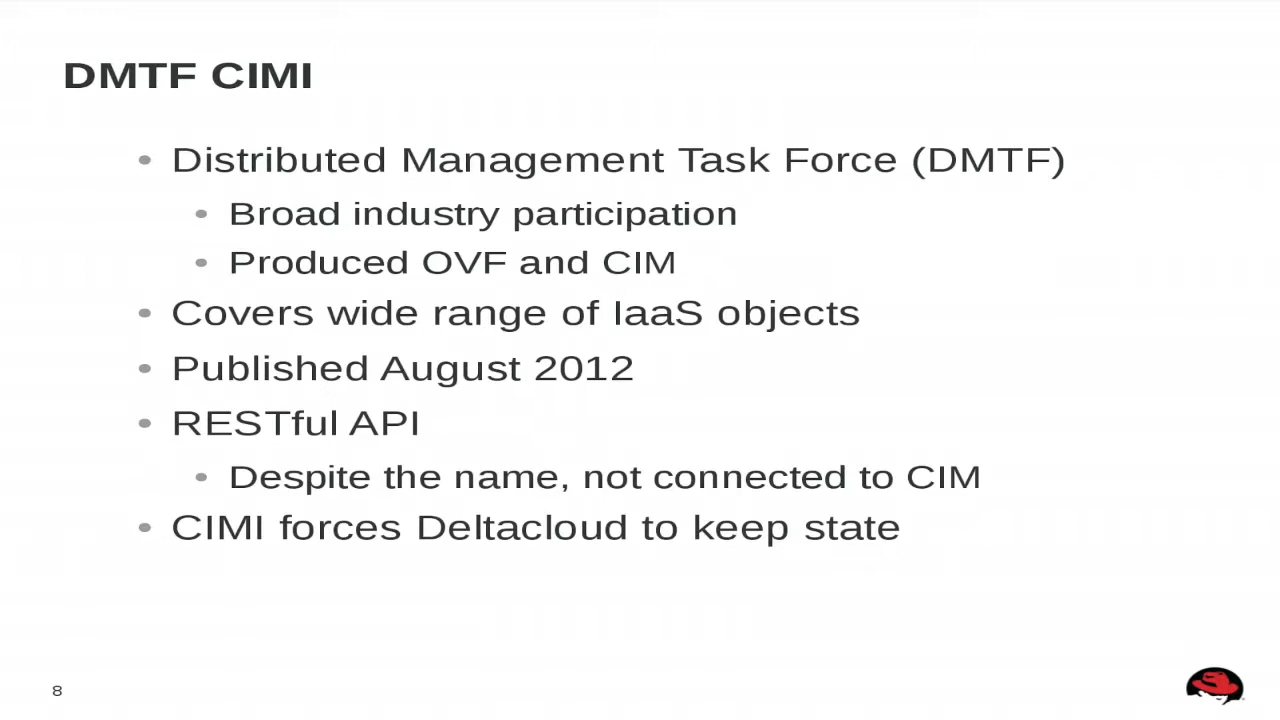 DMTF CIMI
• Distributed Management Task Force (DMTF)
• Broad industry participation
• Produced OVF and CIM
• Covers wide range of IaaS objects
• Published August 2012
• RESTful API
• Despite the name, not connected to CIM
• CIMI forces Deltacloud to keep state
8